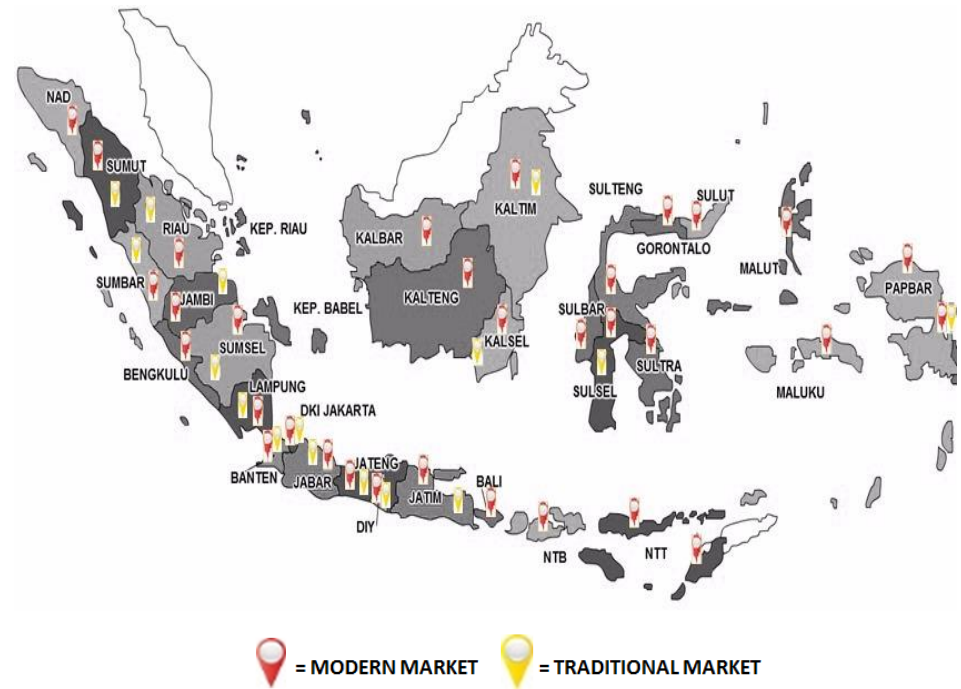 NAD
SUMUT
RIAU
KEP. RIAU
SUMBAR
JAMBI
KEP. BABEL
SUMSEL
BENGKULU
LAMPUNG
DKI JAKARTA
BANTEN
JABAR
JATENG
DIY
JATIM
BALI
NTB
NTT
KALBAR
KALTENG
KALTIM
KALSEL
SULTENG
SULUT
GORONTALO
SULBAR
SULTRA
SULSEL
MALUT
MALUKU
PAPBAR
= MODERN MARKET
= TRADITIONAL MARKET